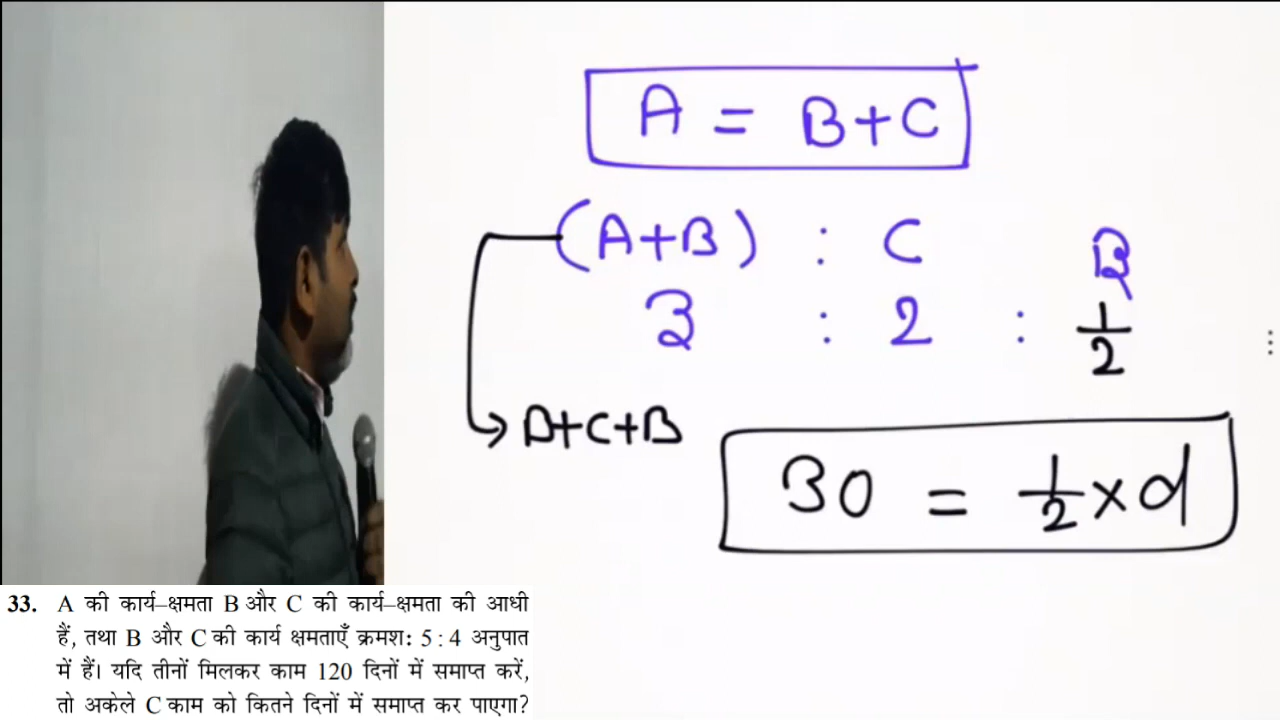 A = B+C
(A+B) : C B
3 : 2 : 1/2
A+C+B
30 = 1/2 × d
33. A की कार्य–क्षमता B और C की कार्य–क्षमता की आधी
हैं, तथा B और C की कार्य क्षमताएँ क्रमश: 5 : 4 अनुपात
में हैं। यदि तीनों मिलकर काम 120 दिनों में समाप्त करें,
तो अकेले C काम को कितने दिनों में समाप्त कर पाएगा?